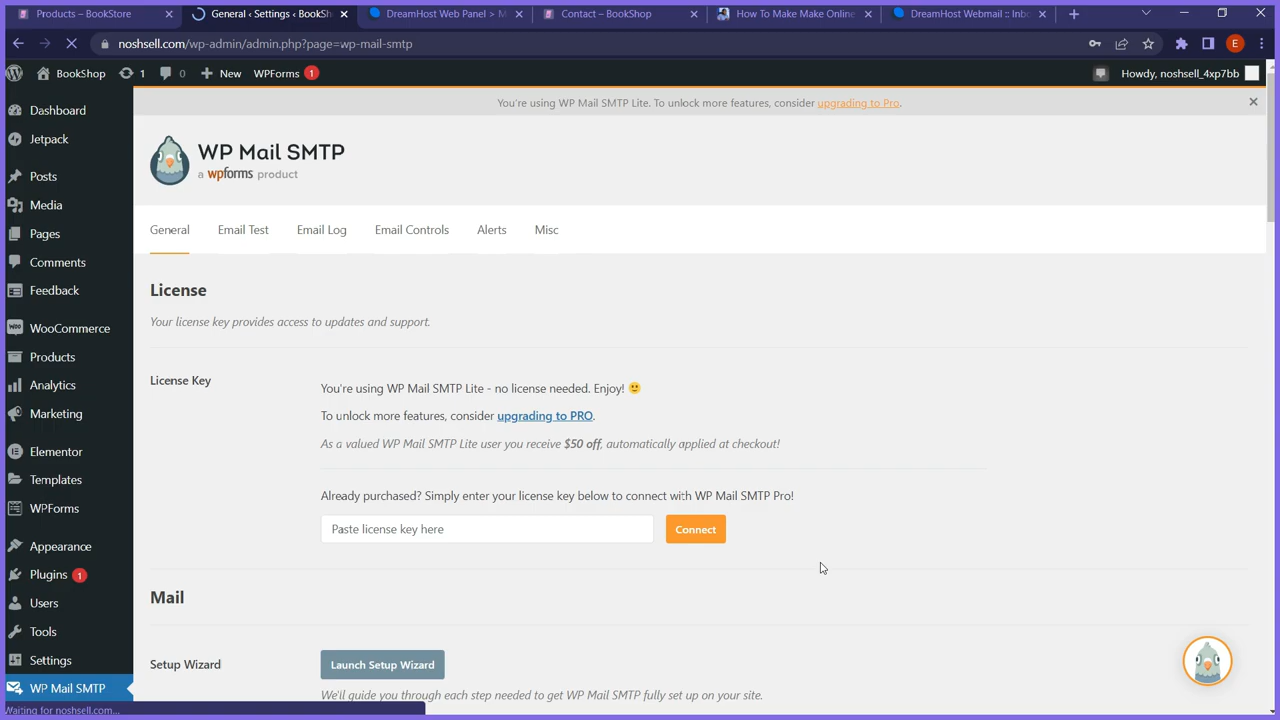 Products – BookStore
General ‹ Settings ‹ BookSh
DreamHost Web Panel > M
Contact – BookShop
How To Make Make Online
DreamHost Webmail :: Inb
noshsell.com/wp-admin/admin.php?page=wp-mail-smtp
E
BookShop
1
0
New
WPForms
1
Howdy, noshsell_4xp7bb
Dashboard
Jetpack
Posts
Media
Pages
Comments
Feedback
WooCommerce
Products
Analytics
Marketing
Elementor
Templates
WPForms
Appearance
Plugins 1
Users
Tools
Settings
WP Mail SMTP
Waiting for noshsell.com...
You're using WP Mail SMTP Lite. To unlock more features, consider upgrading to Pro.
WP Mail SMTP
a wpforms product
General
Email Test
Email Log
Email Controls
Alerts
Misc
License
Your license key provides access to updates and support.
License Key
You're using WP Mail SMTP Lite - no license needed. Enjoy! 🙂
To unlock more features, consider upgrading to PRO.
As a valued WP Mail SMTP Lite user you receive $50 off, automatically applied at checkout!
Already purchased? Simply enter your license key below to connect with WP Mail SMTP Pro!
Paste license key here
Connect
Mail
Setup Wizard
Launch Setup Wizard
We'll guide you through each step needed to get WP Mail SMTP fully set up on your site.